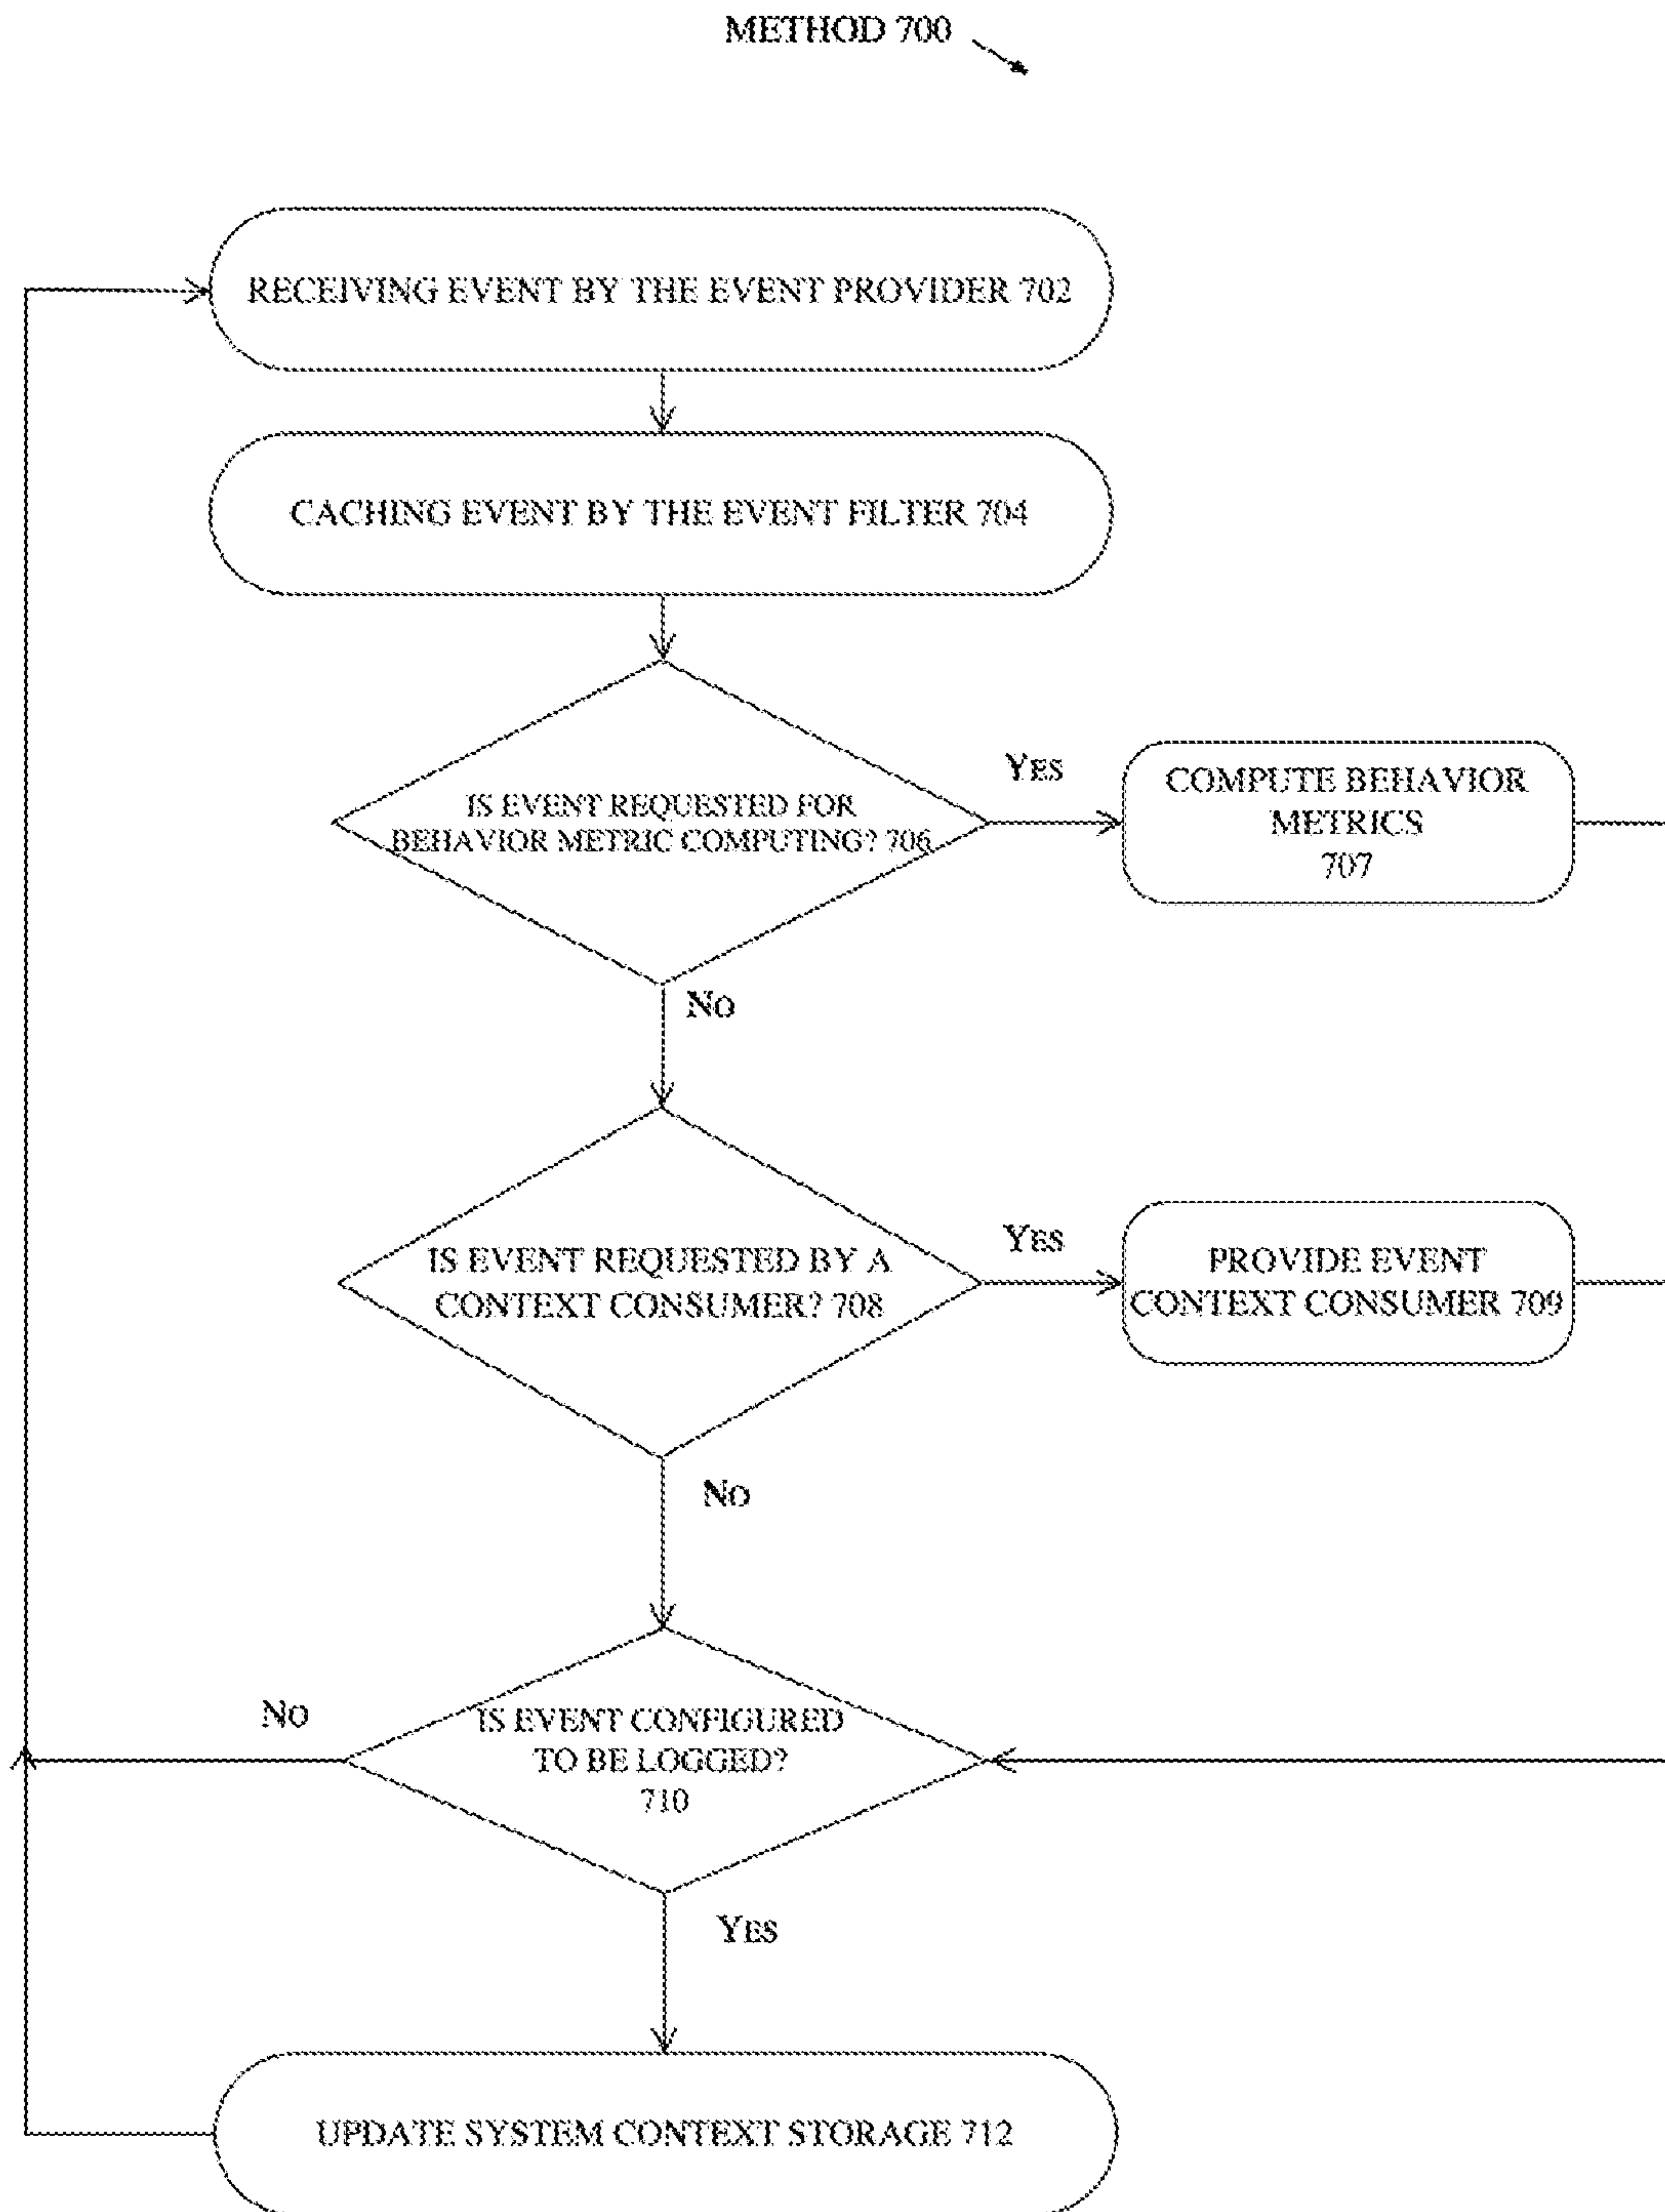 METHOD 700
RECEIVING EVENT BY THE EVENT PROVIDER 702
CACHING EVENT BY THE EVENT FILTER 704
IS EVENT REQUESTED FOR
BEHAVIOR METRIC COMPUTING? 706
YES
COMPUTE BEHAVIOR
METRICS
707
NO
IS EVENT REQUESTED BY A
CONTEXT CONSUMER? 708
YES
PROVIDE EVENT
CONTEXT CONSUMER 709
NO
IS EVENT CONFIGURED
TO BE LOGGED?
710
NO
YES
UPDATE SYSTEM CONTEXT STORAGE 712